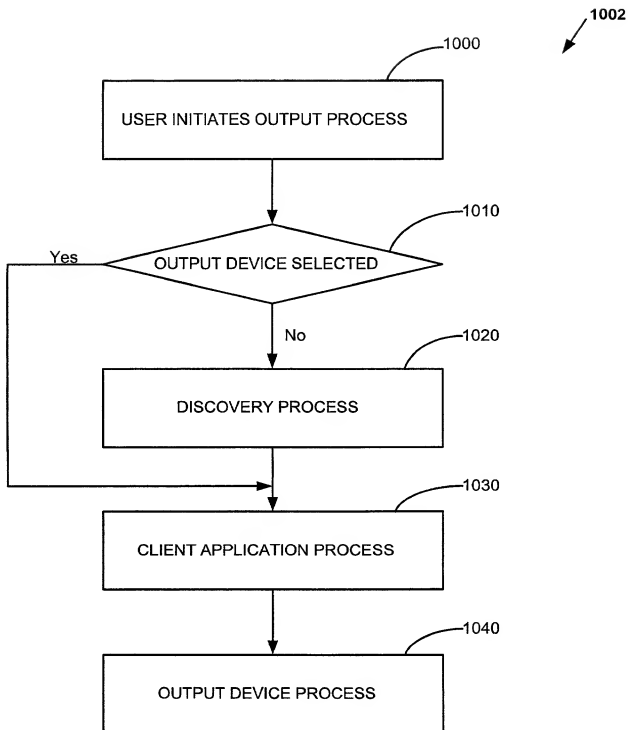 1002
1000
USER INITIATES OUTPUT PROCESS
1010
Yes
OUTPUT DEVICE SELECTED
No
1020
DISCOVERY PROCESS
1030
CLIENT APPLICATION PROCESS
1040
OUTPUT DEVICE PROCESS